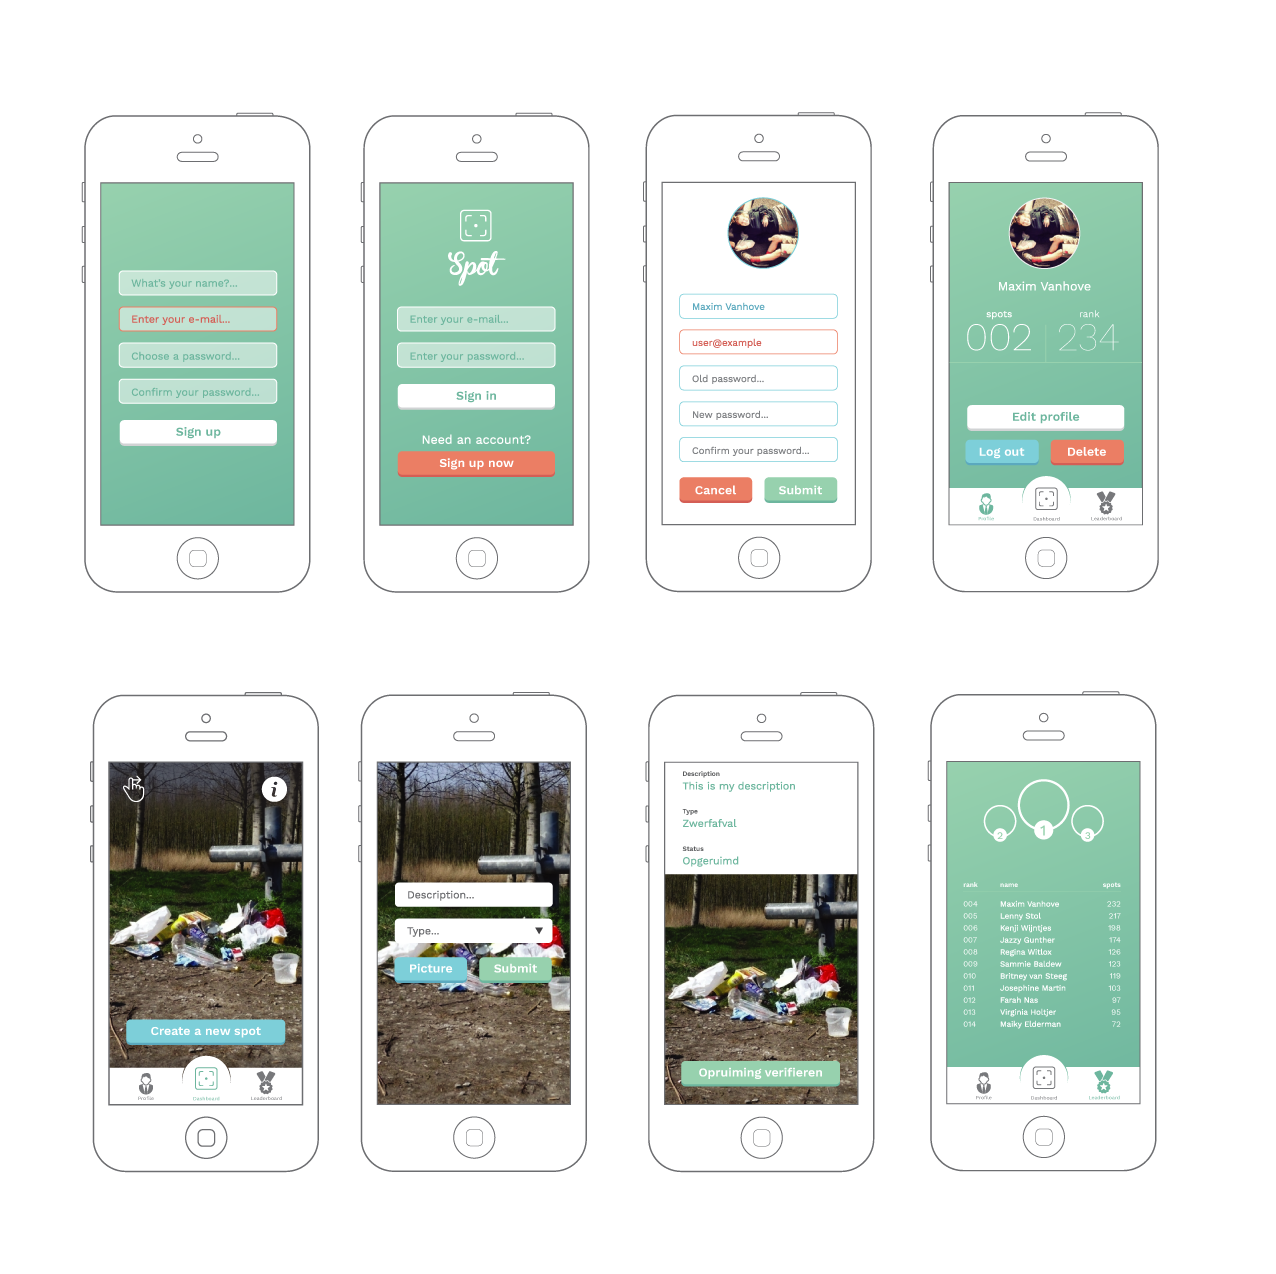 What's your name?...
Enter your e-mail...
Choose a password...
Confirm your password...
Sign up
Spot
Enter your e-mail...
Enter your password...
Sign in
Need an account?
Sign up now
Maxim Vanhove
user@example
Old password...
New password...
Confirm your password...
Cancel Submit
Maxim Vanhove
spots rank
002 234
Edit profile
Log out Delete
Profile Dashboard Leaderboard
i
Create a new spot
Profile Dashboard Leaderboard
Description...
Type...
Picture Submit
Description
This is my description
Type
Zwerfafval
Status
Opgeruimd
Opruiming verifieren
2 1 3
rank name spots
004 Maxim Vanhove 232
005 Lenny Stol 217
006 Kenji Wijntjes 198
007 Jazzy Gunther 174
008 Regina Witlox 126
009 Sammie Baldew 123
010 Britney van Steeg 119
011 Josephine Martin 103
012 Farah Nas 97
013 Virginia Holtjer 95
014 Maiky Elderman 72
Profile Dashboard Leaderboard